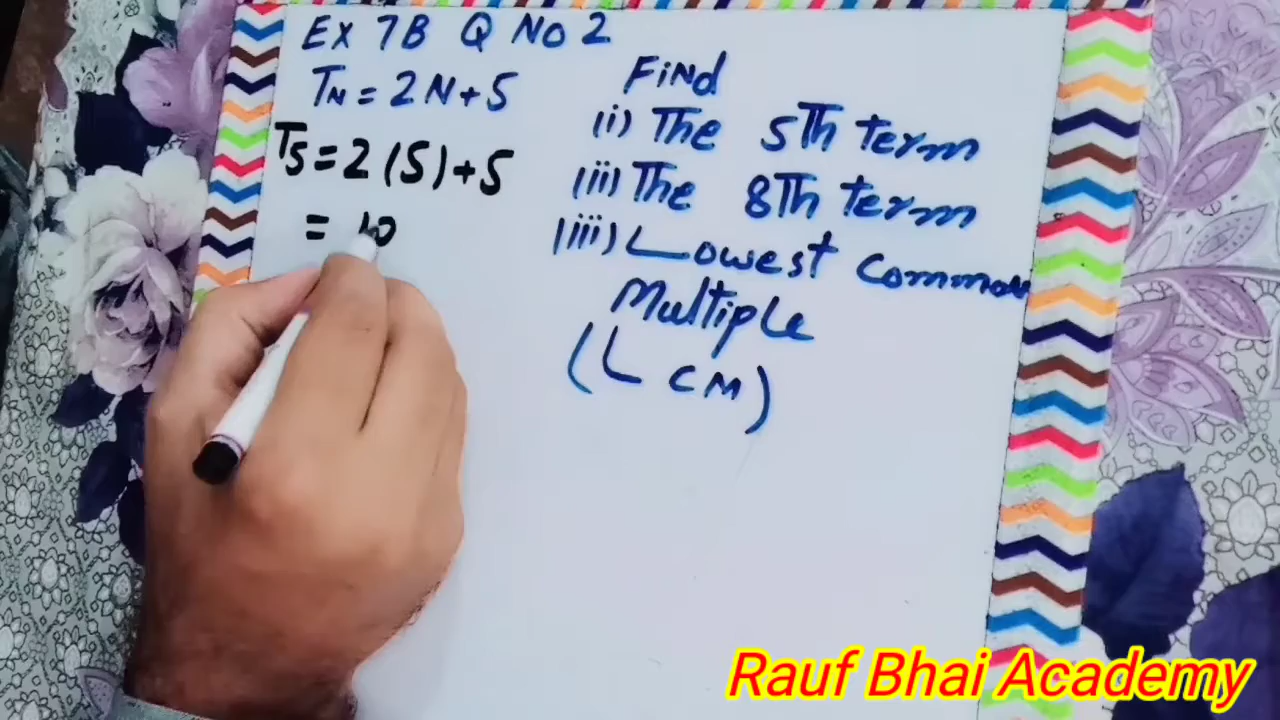 EX 7B Q NO 2
TN = 2N+5
T5 = 2(5)+5
= 10
FiNd
(i) The 5Th term
(ii) The 8Th term
(iii) Lowest common
Multiple
(LCM)
Rauf Bhai Academy